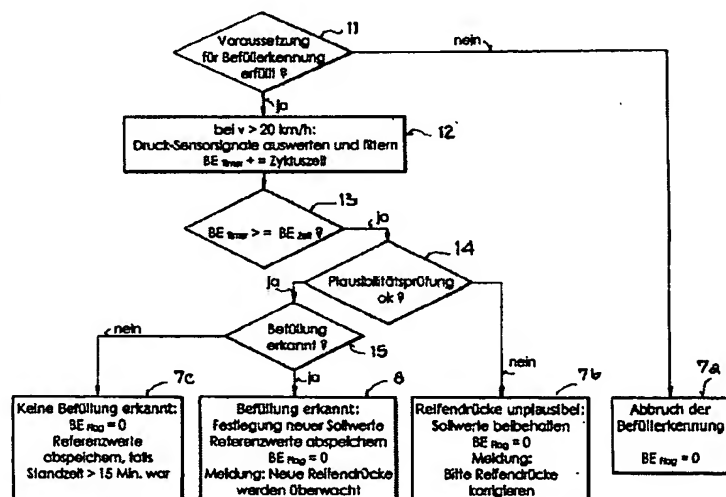 11
Voraussetzung
für Befüllerkennung
erfüllt ?
nein
ja
bei v > 20 km/h:
Druck-Sensorsignale auswerten und filtern
BE Timer + = Zykluszeit
12
13
BE Timer >= BE Zeit ?
ja
14
Plausibilitätsprüfung
ok ?
ja
nein
Befüllung
erkannt ?
15
nein
ja
7c
Keine Befüllung erkannt:
BE Flag = 0
Referenzwerte
abspeichern, falls
Standzeit > 15 Min. war
8
Befüllung erkannt:
Festlegung neuer Sollwerte
Referenzwerte abspeichern
BE Flag = 0
Meldung: Neue Reifendrücke
werden überwacht
7b
Reifendrücke unplausibel:
Sollwerte beibehalten
BE Flag = 0
Meldung:
Bitte Reifendrücke
korrigieren
7a
Abbruch der
Befüllerkennung
BE Flag = 0